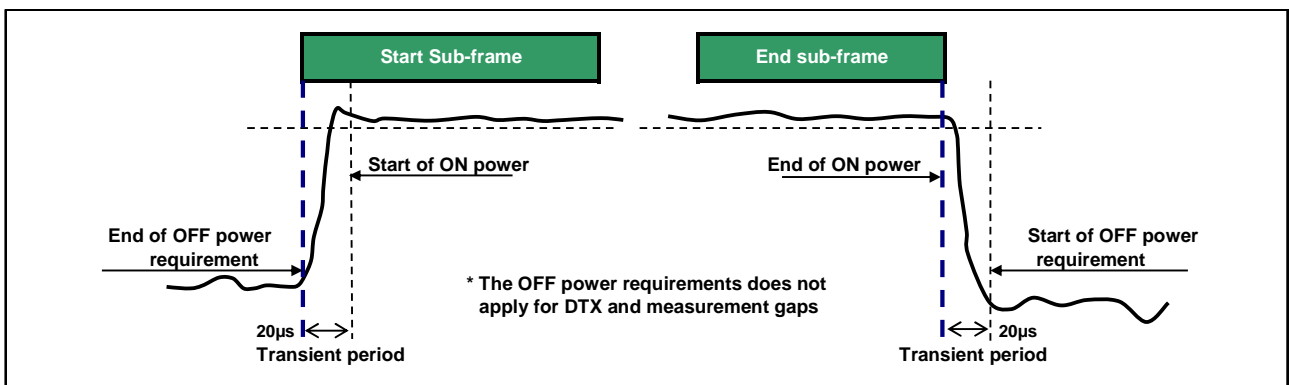 Start Sub-frame
End sub-frame
Start of ON power
End of ON power
End of OFF power
requirement
Start of OFF power
requirement
* The OFF power requirements does not
apply for DTX and measurement gaps
20µs
Transient period
20µs
Transient period